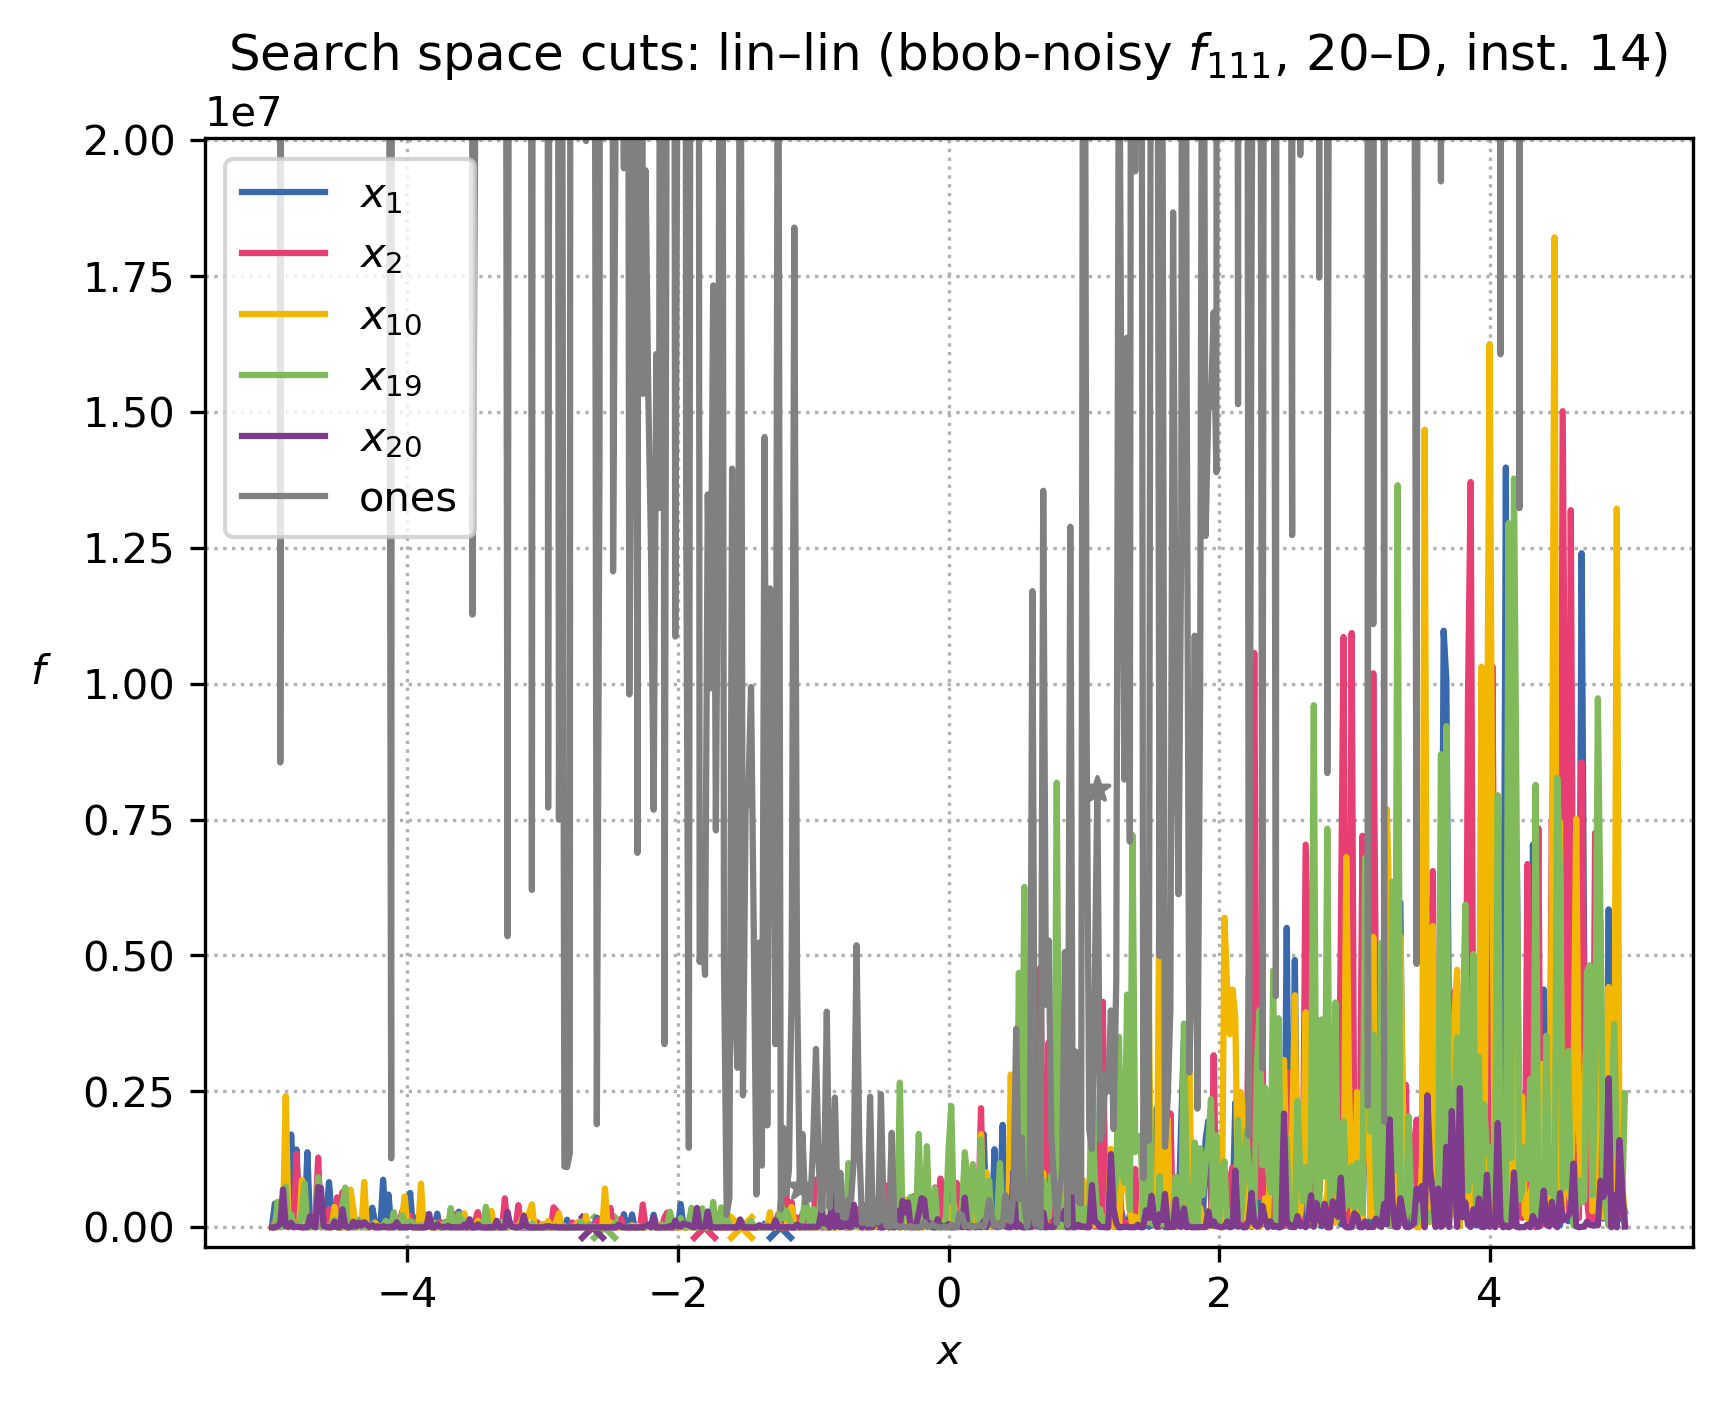 Search space cuts: lin–lin (bbob-noisy f₁₁₁, 20–D, inst. 14)
1e7
2.00
1.75
1.50
1.25
1.00
0.75
0.50
0.25
0.00
f
x₁
x₂
x₁₀
x₁₉
x₂₀
ones
−4 −2 0 2 4
x